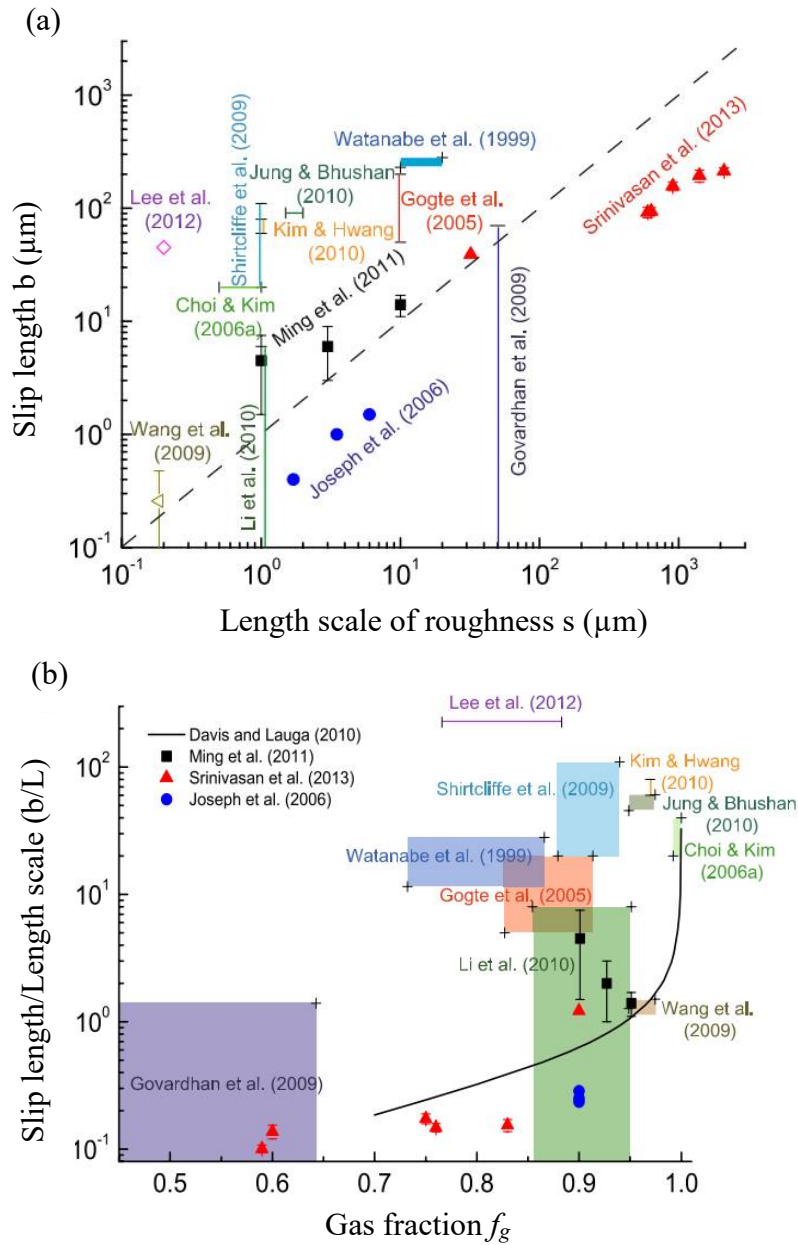 (a)
10³
10²
10¹
10⁰
10⁻¹
Slip length b (µm)
Lee et al.
(2012)
Shirtcliffe et al. (2009)
Jung & Bhushan
(2010)
Watanabe et al. (1999)
Kim & Hwang
(2010)
Gogte et al.
(2005)
Srinivasan et al. (2013)
Choi & Kim
(2006a)
Ming et al. (2011)
Wang et al.
(2009)
Li et al. (2010)
Joseph et al. (2006)
Govardhan et al. (2009)
10⁻¹ 10⁰ 10¹ 10² 10³
Length scale of roughness s (µm)
(b)
10²
10¹
10⁰
10⁻¹
Slip length/Length scale (b/L)
Lee et al. (2012)
Davis and Lauga (2010)
Ming et al. (2011)
Srinivasan et al. (2013)
Joseph et al. (2006)
Kim & Hwang
(2010)
Shirtcliffe et al. (2009)
Jung & Bhushan
(2010)
Watanabe et al. (1999)
Choi & Kim
(2006a)
Gogte et al. (2005)
Li et al. (2010)
Wang et al.
(2009)
Govardhan et al. (2009)
0.5 0.6 0.7 0.8 0.9 1.0
Gas fraction f_g